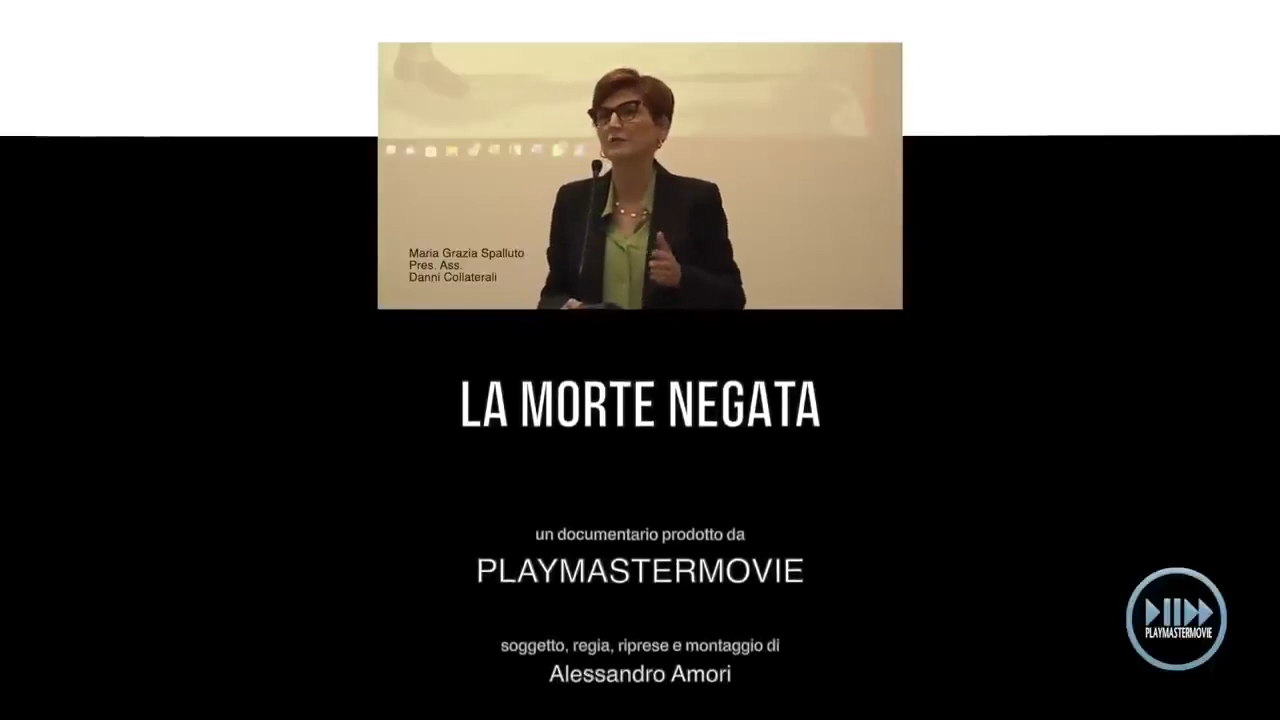 Maria Grazia Spalluto
Pres. Ass.
Danni Collaterali
LA MORTE NEGATA
un documentario prodotto da
PLAYMASTERMOVIE
soggetto, regia, riprese e montaggio di
Alessandro Amori
PLAYMASTERMOVIE